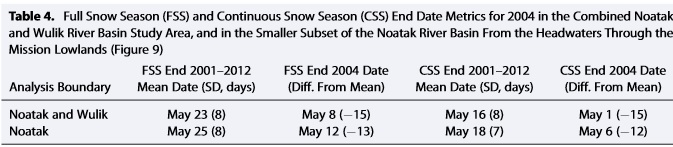 Table 4. Full Snow Season (FSS) and Continuous Snow Season (CSS) End Date Metrics for 2004 in the Combined Noatak
and Wulik River Basin Study Area, and in the Smaller Subset of the Noatak River Basin From the Headwaters Through the
Mission Lowlands (Figure 9)
FSS End 2001–2012 FSS End 2004 Date CSS End 2001–2012 CSS End 2004 Date
Analysis Boundary Mean Date (SD, days) (Diff. From Mean) Mean Date (SD, days) (Diff. From Mean)
Noatak and Wulik May 23 (8) May 8 (−15) May 16 (8) May 1 (−15)
Noatak May 25 (8) May 12 (−13) May 18 (7) May 6 (−12)